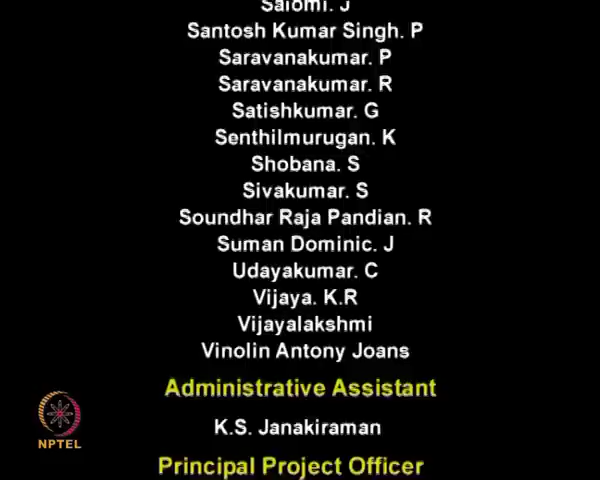 Salomi. J
Santosh Kumar Singh. P
Saravanakumar. P
Saravanakumar. R
Satishkumar. G
Senthilmurugan. K
Shobana. S
Sivakumar. S
Soundhar Raja Pandian. R
Suman Dominic. J
Udayakumar. C
Vijaya. K.R
Vijayalakshmi
Vinolin Antony Joans
Administrative Assistant
K.S. Janakiraman
NPTEL
Principal Project Officer